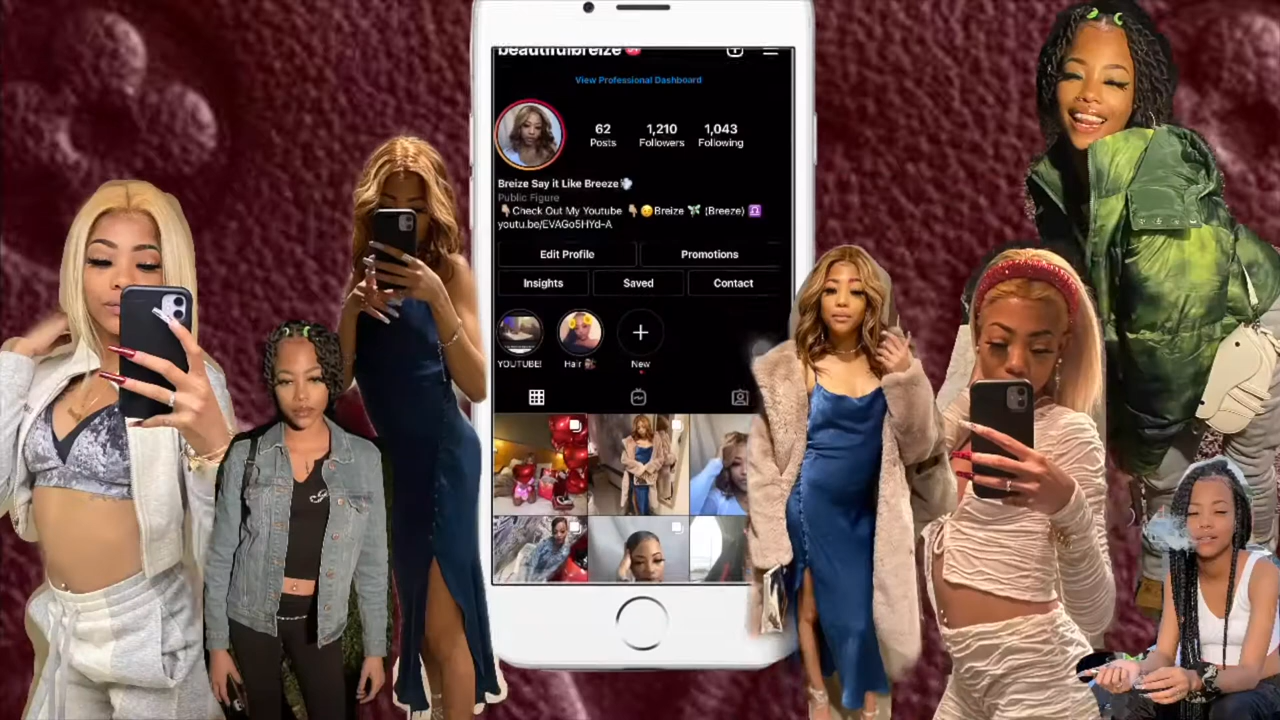 beautifulbreize
View Professional Dashboard
62 1,210 1,043
Posts Followers Following
Breize Say it Like Breeze💨
Public Figure
👇🏽Check Out My Youtube 👇🏽😉Breize 💸 (Breeze) ♎
youtu.be/EVAGo5HYd-A
Edit Profile Promotions
Insights Saved Contact
YOUTUBE! Hair New